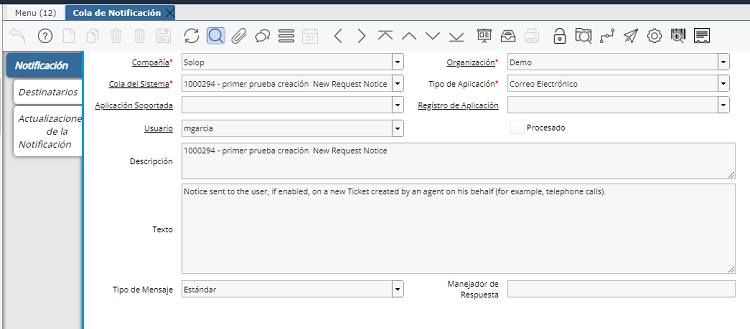 Menu (12)
Cola de Notificación
Notificación
Destinatarios
Actualizacione
de la
Notificación
Compañía*
Solop
Organización*
Demo
Cola del Sistema*
1000294 - primer prueba creación  New Request Notice
Tipo de Aplicación*
Correo Electrónico
Aplicación Soportada
Registro de Aplicación
Usuario
mgarcia
Procesado
Descripción
1000294 - primer prueba creación  New Request Notice
Texto
Notice sent to the user, if enabled, on a new Ticket created by an agent on his behalf (for example, telephone calls).
Tipo de Mensaje
Estándar
Manejador de
Respuesta